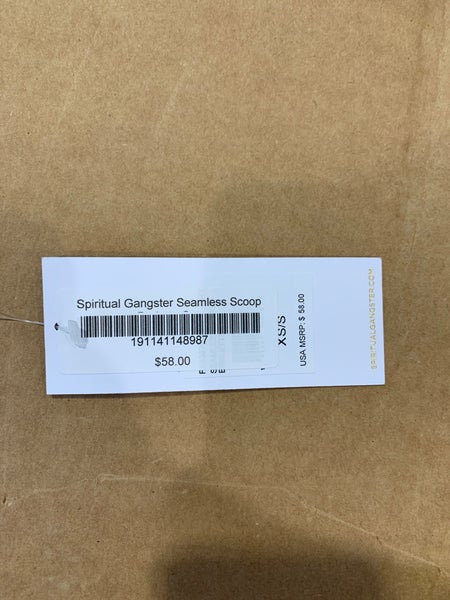 Spiritual Gangster Seamless Scoop
191141148987
$58.00
XS/S
USA MSRP: $ 58.00
SPIRITUALGANGSTER.COM